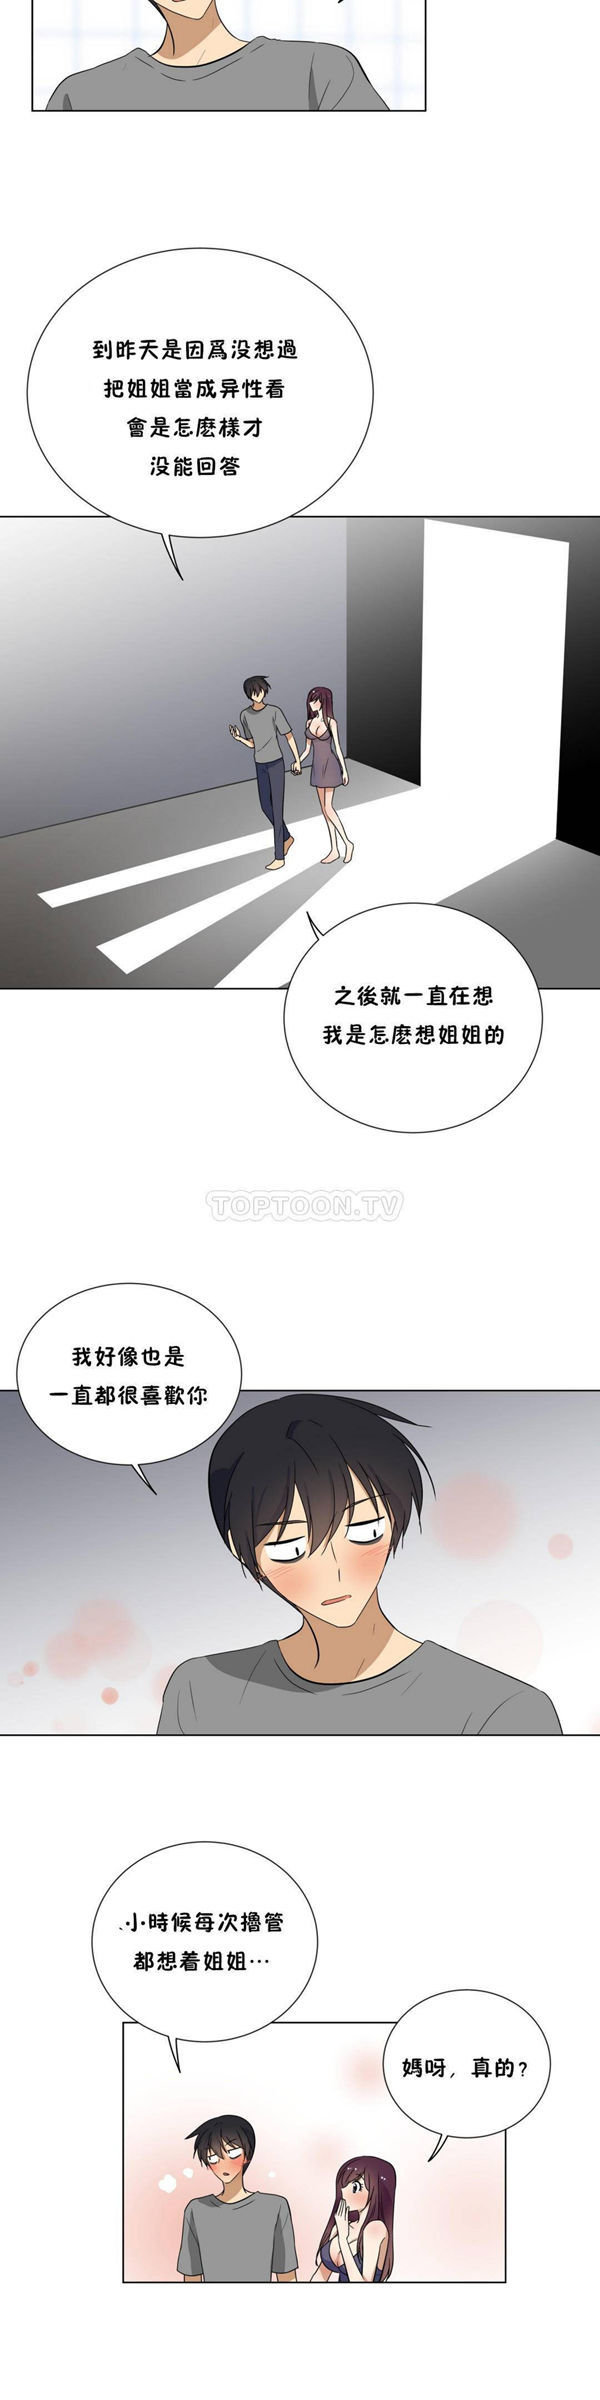 到昨天是因爲没想過
把姐姐當成异性看
會是怎麽樣才
没能回答
之後就一直在想
我是怎麽想姐姐的
TOPTOON.TV
我好像也是
一直都很喜歡你
小時候每次擼管
都想着姐姐…
媽呀，真的？